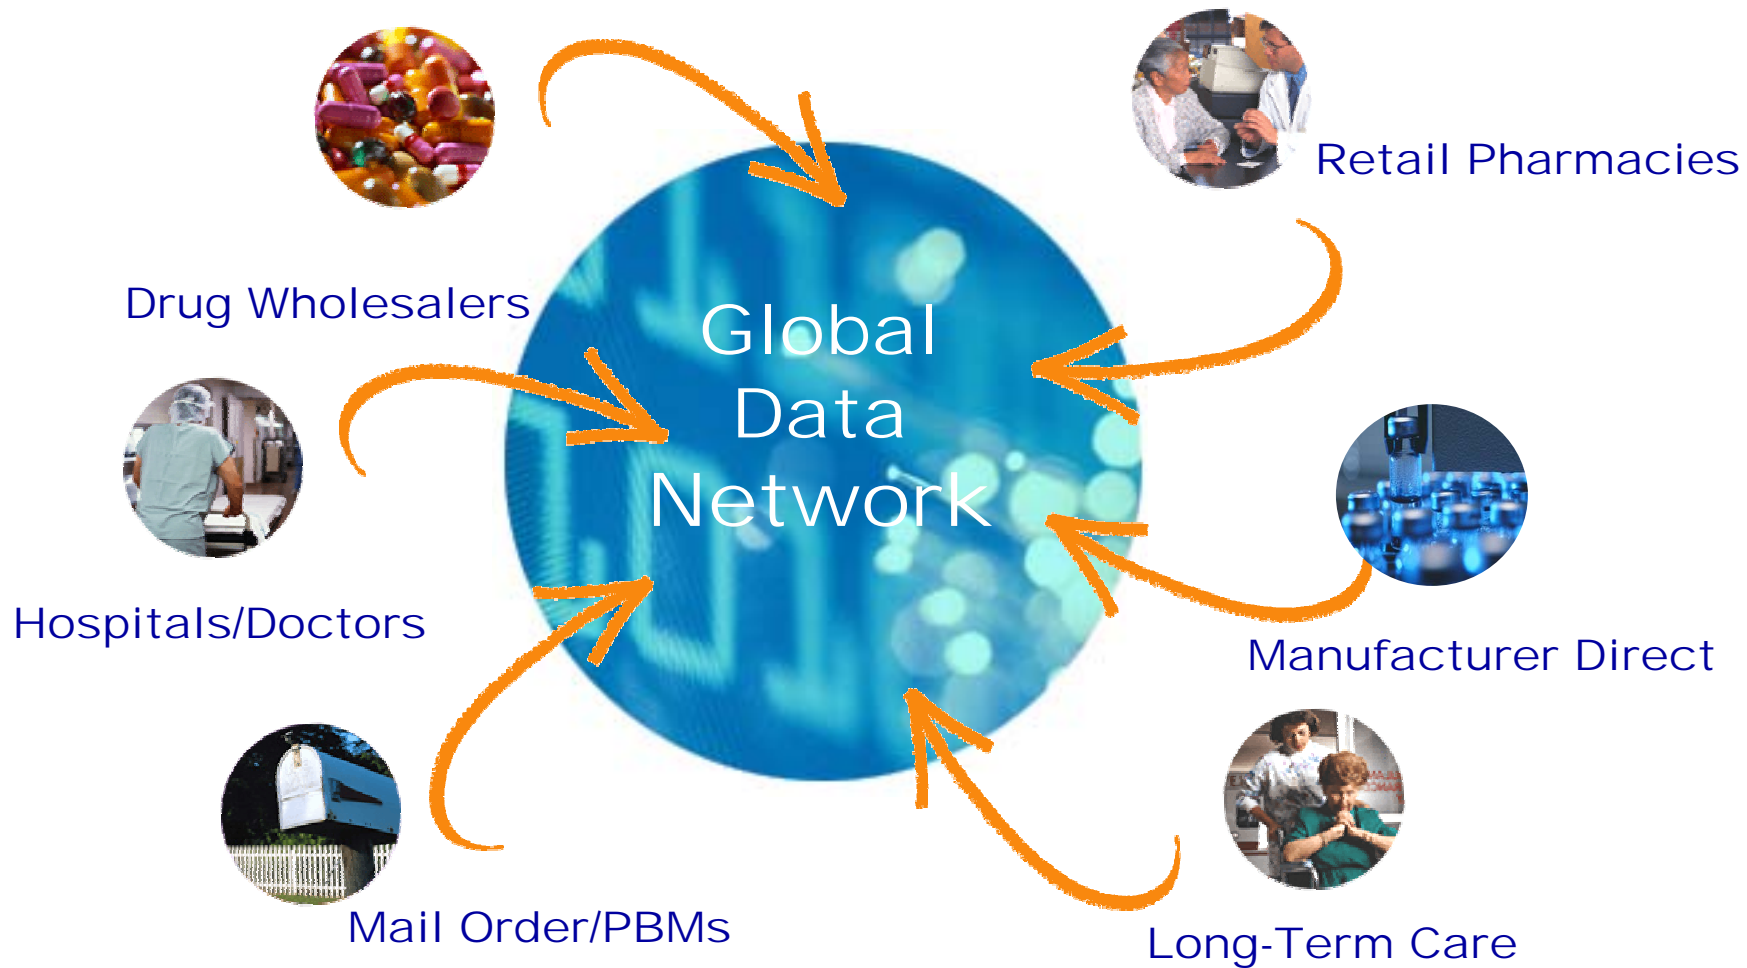 Retail Pharmacies
Drug Wholesalers
Global
Data
Network
Hospitals/Doctors
Manufacturer Direct
Mail Order/PBMs
Long-Term Care